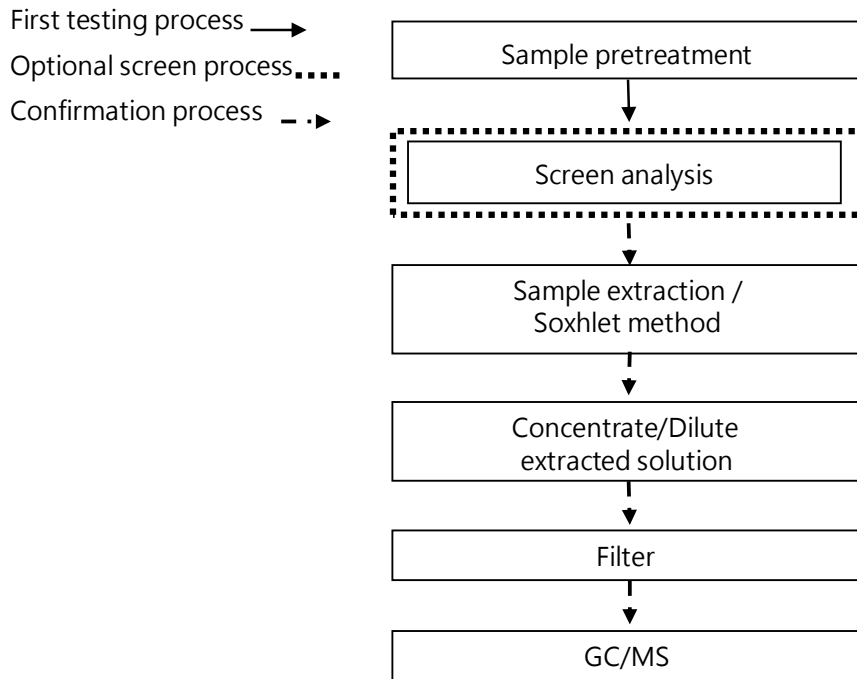 First testing process
Optional screen process
Confirmation process
Sample pretreatment
Screen analysis
Sample extraction /
Soxhlet method
Concentrate/Dilute
extracted solution
Filter
GC/MS